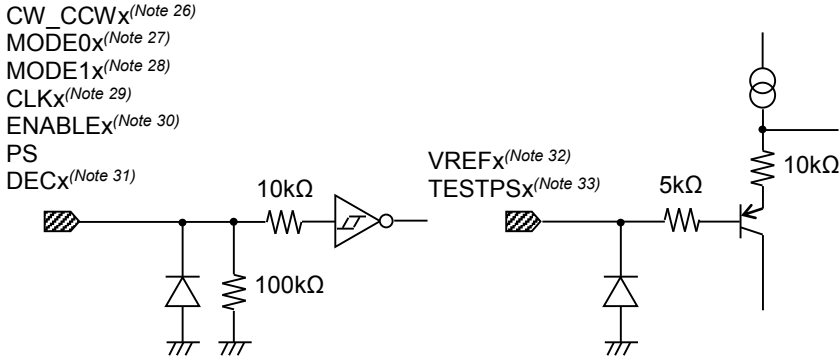 CW_CCWx(Note 26)
MODE0x(Note 27)
MODE1x(Note 28)
CLKx(Note 29)
ENABLEx(Note 30)
PS
DECx(Note 31)
10kΩ
100kΩ
VREFx(Note 32)
TESTPSx(Note 33)
5kΩ
10kΩ